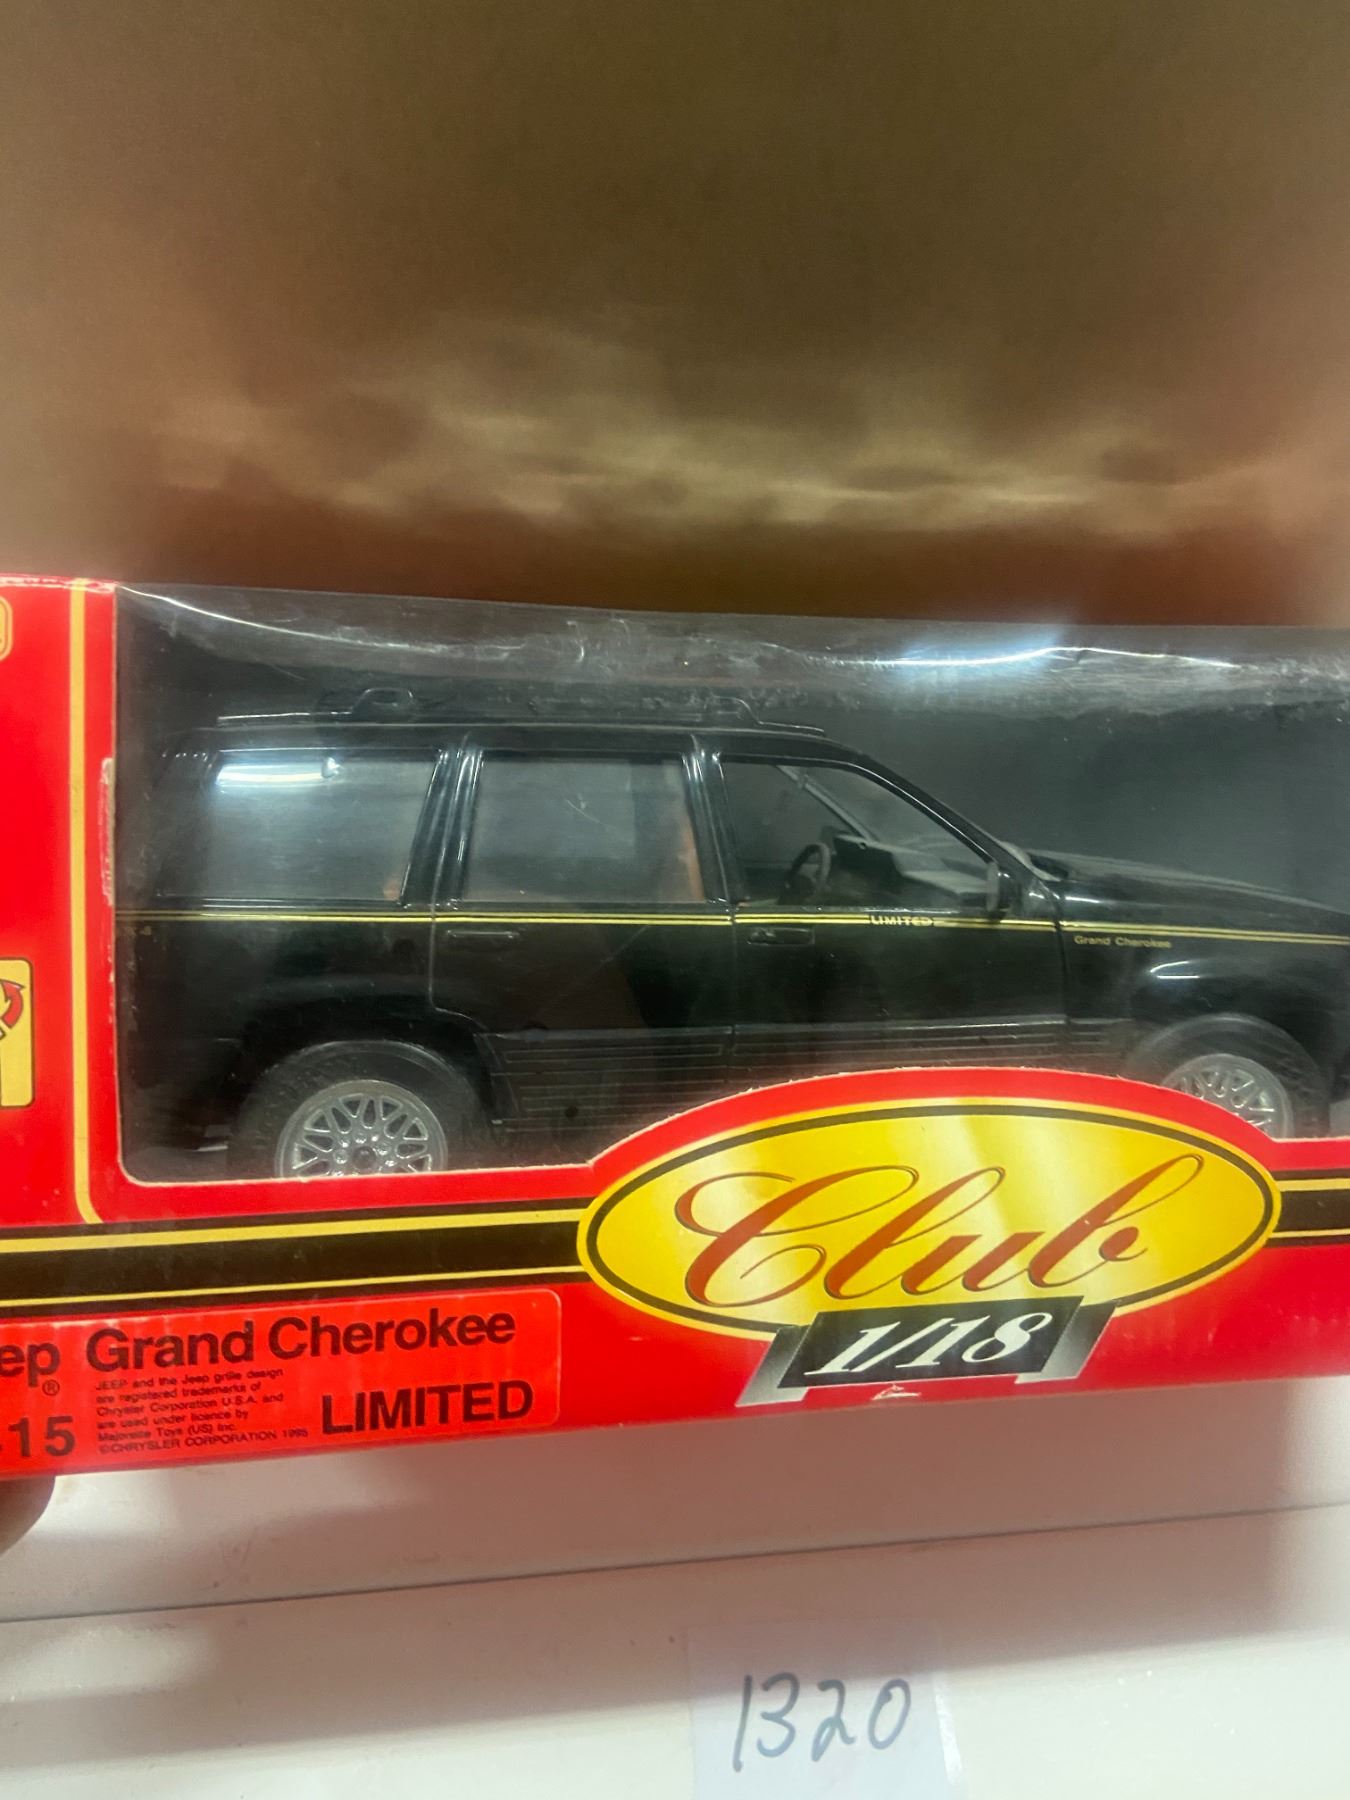 LIMITED
Grand Cherokee
Club
1/18
ep® Grand Cherokee
JEEP and the Jeep grille design
are registered trademarks of
Chrysler Corporation U.S.A. and
are used under licence by
Majorette Toys (US) Inc.
©CHRYSLER CORPORATION 1995
LIMITED
15
1320